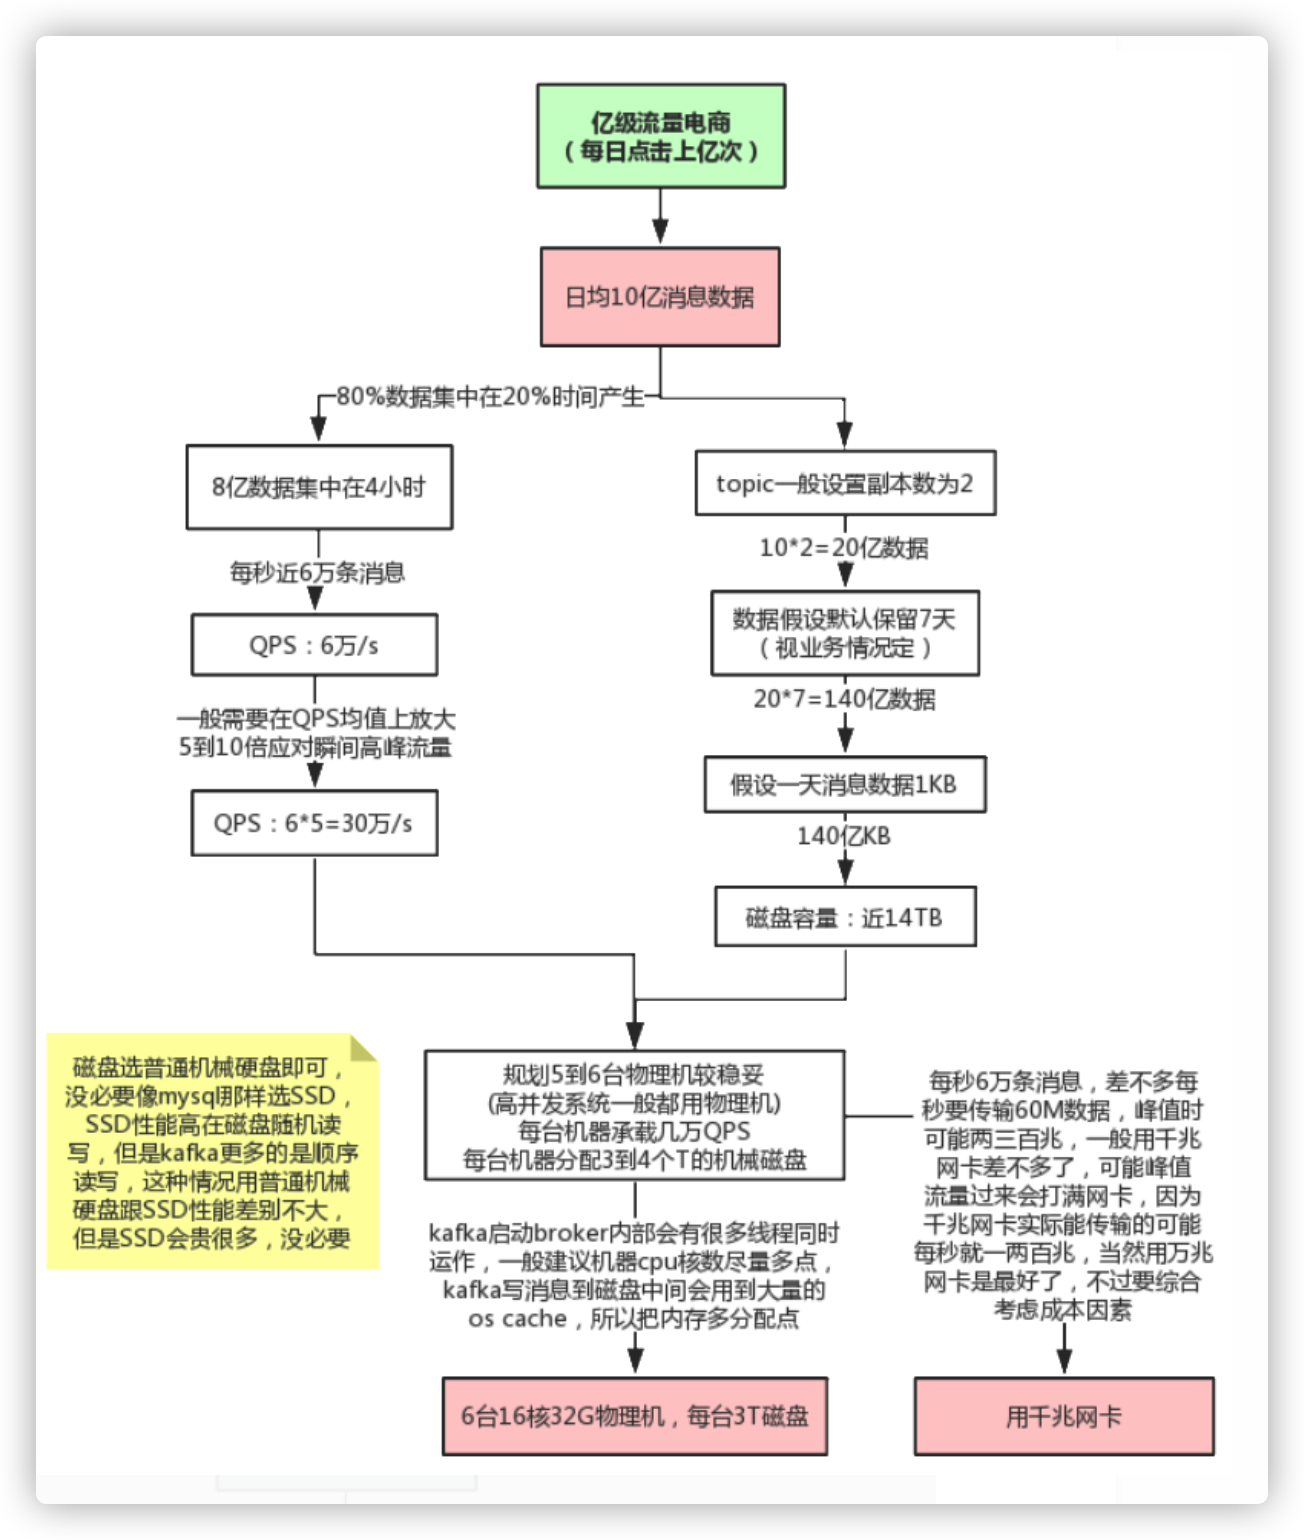 亿级流量电商
（每日点击上亿次）
日均10亿消息数据
80%数据集中在20%时间产生
8亿数据集中在4小时
每秒近6万条消息
QPS：6万/s
一般需要在QPS均值上放大
5到10倍应对瞬间高峰流量
QPS：6*5=30万/s
topic一般设置副本数为2
10*2=20亿数据
数据假设默认保留7天
（视业务情况定）
20*7=140亿数据
假设一天消息数据1KB
140亿KB
磁盘容量：近14TB
磁盘选普通机械硬盘即可，
没必要像mysql那样选SSD，
SSD性能高在磁盘随机读
写，但是kafka更多的是顺序
读写，这种情况用普通机械
硬盘跟SSD性能差别不大，
但是SSD会贵很多，没必要
规划5到6台物理机较稳妥
(高并发系统一般都用物理机)
每台机器承载几万QPS
每台机器分配3到4个T的机械磁盘
kafka启动broker内部会有很多线程同时
运作，一般建议机器cpu核数尽量多点，
kafka写消息到磁盘中间会用到大量的
os cache，所以把内存多分配点
6台16核32G物理机，每台3T磁盘
每秒6万条消息，差不多每
秒要传输60M数据，峰值时
可能两三百兆，一般用千兆
网卡差不多了，可能峰值
流量过来会打满网卡，因为
千兆网卡实际能传输的可能
每秒就一两百兆，当然用万兆
网卡是最好了，不过要综合
考虑成本因素
用千兆网卡